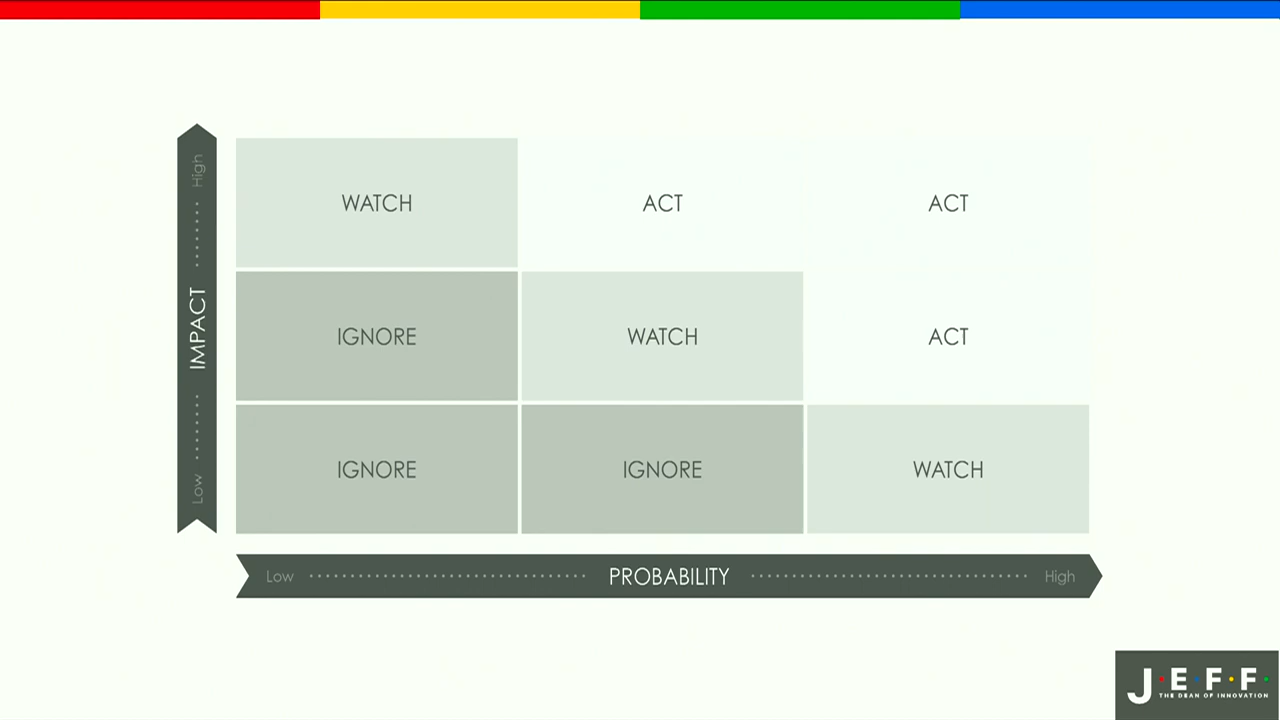 High
IMPACT
Low
WATCH ACT ACT
IGNORE WATCH ACT
IGNORE IGNORE WATCH
Low PROBABILITY High
J•E•F•F•
THE DEAN OF INNOVATION